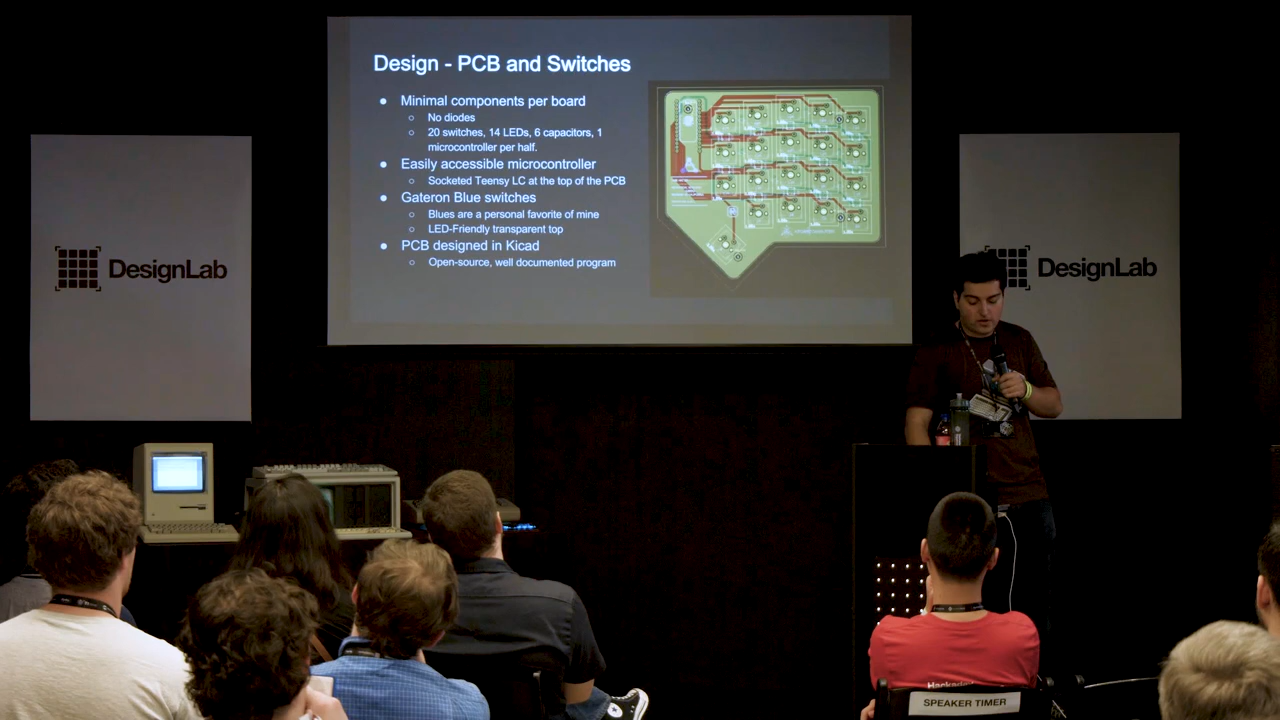 Design - PCB and Switches
● Minimal components per board
○ No diodes
○ 20 switches, 14 LEDs, 6 capacitors, 1
microcontroller per half.
● Easily accessible microcontroller
○ Socketed Teensy LC at the top of the PCB
● Gateron Blue switches
○ Blues are a personal favorite of mine
○ LED-Friendly transparent top
● PCB designed in Kicad
○ Open-source, well documented program
DesignLab
DesignLab
SPEAKER TIMER